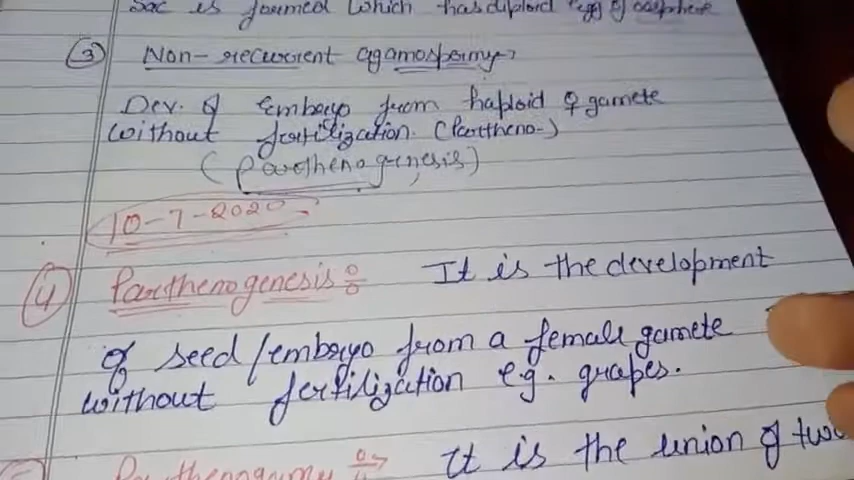 Sac is formed which has diploid egg of oosphere
(3) Non-recurrent agamospermy:
Dev. of embryo from haploid ♀ gamete
without fertilization. (Partheno-)
(Parthenogenesis)
10-7-2020
(4) Parthenogenesis: It is the development
of seed/embryo from a female gamete
without fertilization e.g. grapes.
Parthenogamy: It is the union of two